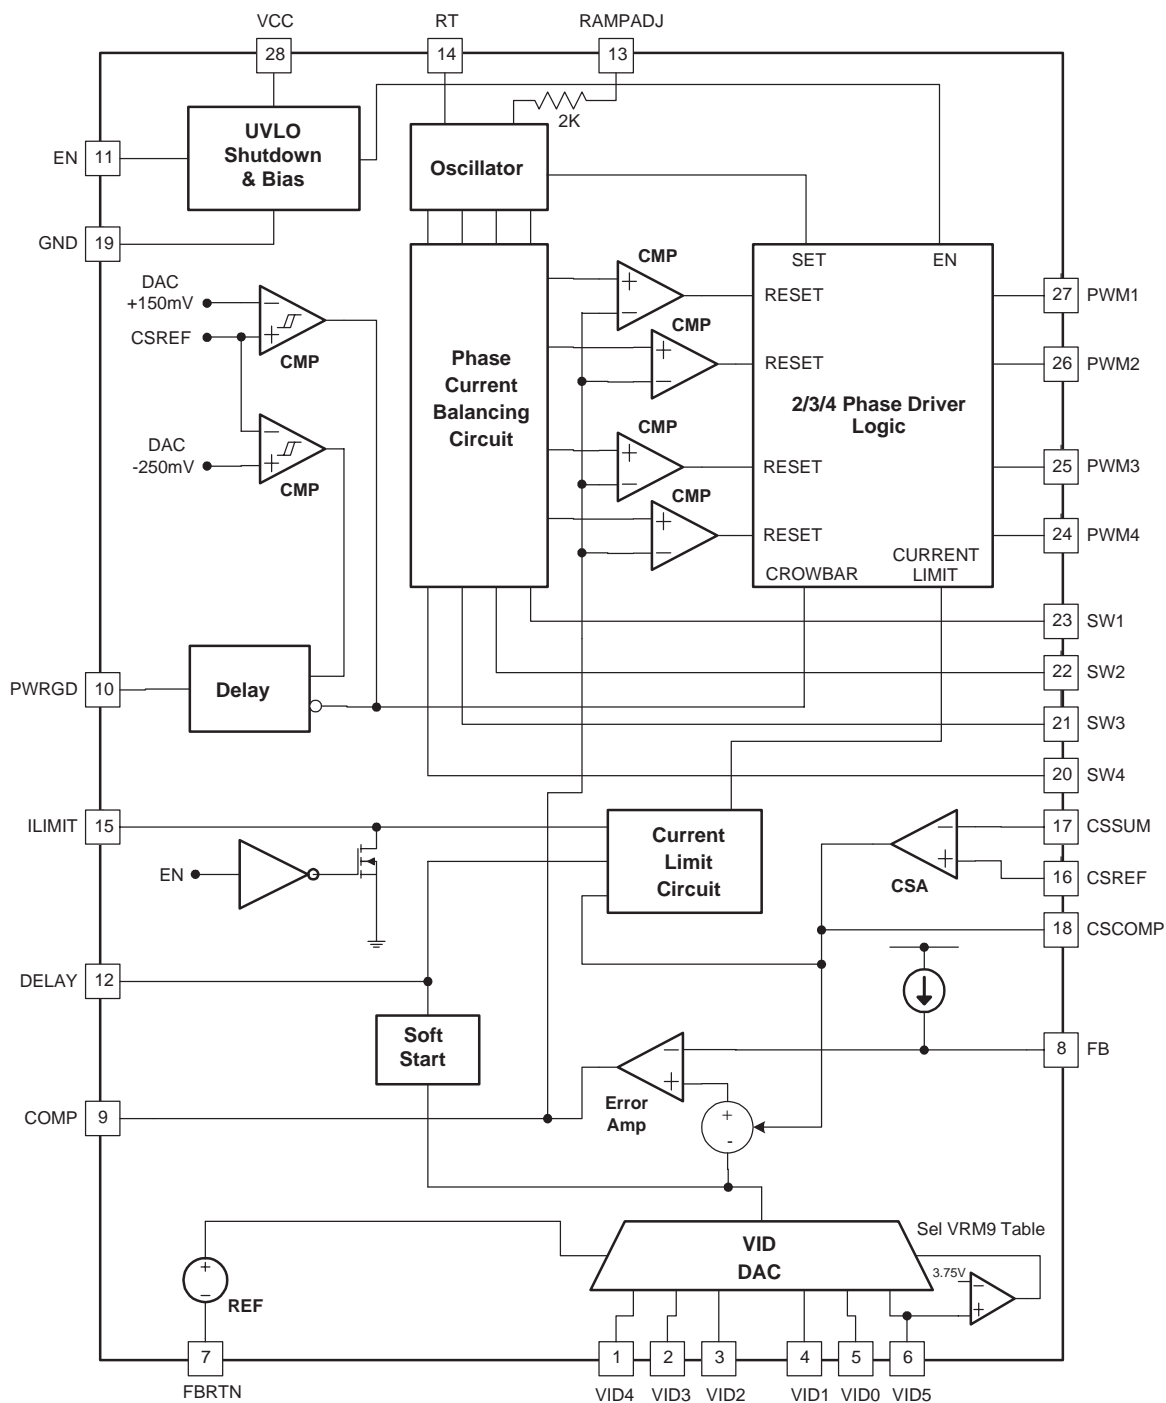 VCC
RT
RAMPADJ
28
14
13
2K
UVLO
Shutdown
& Bias
EN
11
Oscillator
GND
19
SET
EN
CMP
DAC
+150mV
−
RESET
27
PWM1
+
−
CSREF
+
CMP
CMP
Phase
Current
Balancing
Circuit
+
−
RESET
26
PWM2
2/3/4 Phase Driver
Logic
−
DAC
-250mV
+
CMP
CMP
+
−
RESET
25
PWM3
CMP
+
−
RESET
24
PWM4
CURRENT
LIMIT
CROWBAR
23
SW1
PWRGD
10
Delay
22
SW2
21
SW3
20
SW4
ILIMIT
15
Current
Limit
Circuit
−
17
CSSUM
+
EN
CSA
16
CSREF
18
CSCOMP
DELAY
12
Soft
Start
−
8
FB
+
Error
Amp
COMP
9
+
-
Sel VRM9 Table
VID
DAC
3.75V
−
+
+
−
REF
7
1
2
3
4
5
6
FBRTN
VID4
VID3
VID2
VID1
VID0
VID5